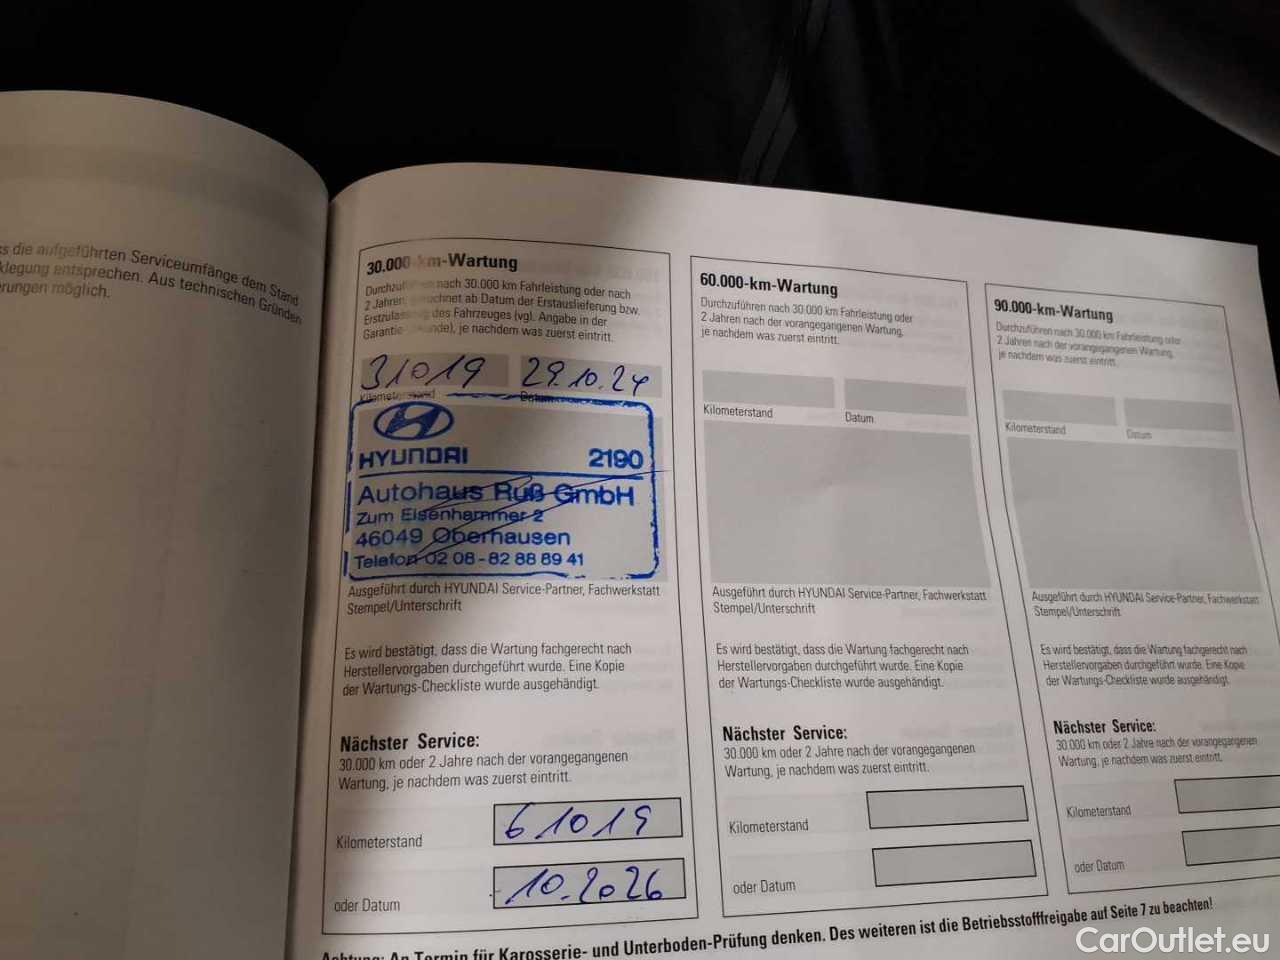 s die aufgeführten Serviceumfänge dem Stand
klegung entsprechen. Aus technischen Gründen
erungen möglich.
30.000-km-Wartung
Durchzuführen nach 30.000 km Fahrleistung oder nach
2 Jahren, gerechnet ab Datum der Erstauslieferung bzw.
Erstzulassung des Fahrzeuges (vgl. Angabe in der
Garantieurkunde), je nachdem was zuerst eintritt.
31019 29.10.24
Kilometerstand Datum
HYUNDAI 2190
Autohaus Ruß GmbH
Zum Eisenhammer 2
46049 Oberhausen
Telefon 02 08 - 82 88 89 41
Ausgeführt durch HYUNDAI Service-Partner, Fachwerkstatt
Stempel/Unterschrift
Es wird bestätigt, dass die Wartung fachgerecht nach
Herstellervorgaben durchgeführt wurde. Eine Kopie
der Wartungs-Checkliste wurde ausgehändigt.
Nächster Service:
30.000 km oder 2 Jahre nach der vorangegangenen
Wartung, je nachdem was zuerst eintritt.
Kilometerstand 61019
oder Datum 10.2026
60.000-km-Wartung
Durchzuführen nach 30.000 km Fahrleistung oder
2 Jahren nach der vorangegangenen Wartung,
je nachdem was zuerst eintritt.
Kilometerstand Datum
Ausgeführt durch HYUNDAI Service-Partner, Fachwerkstatt
Stempel/Unterschrift
Es wird bestätigt, dass die Wartung fachgerecht nach
Herstellervorgaben durchgeführt wurde. Eine Kopie
der Wartungs-Checkliste wurde ausgehändigt.
Nächster Service:
30.000 km oder 2 Jahre nach der vorangegangenen
Wartung, je nachdem was zuerst eintritt.
Kilometerstand
oder Datum
90.000-km-Wartung
Durchzuführen nach 30.000 km Fahrleistung oder
2 Jahren nach der vorangegangenen Wartung,
je nachdem was zuerst eintritt.
Kilometerstand Datum
Ausgeführt durch HYUNDAI Service-Partner, Fachwerkstatt
Stempel/Unterschrift
Es wird bestätigt, dass die Wartung fachgerecht nach
Herstellervorgaben durchgeführt wurde. Eine Kopie
der Wartungs-Checkliste wurde ausgehändigt.
Nächster Service:
30.000 km oder 2 Jahre nach der vorangegangenen
Wartung, je nachdem was zuerst eintritt.
Kilometerstand
oder Datum
Achtung: An Termin für Karosserie- und Unterboden-Prüfung denken. Des weiteren ist die Betriebsstofffreigabe auf Seite 7 zu beachten!
CarOutlet.eu